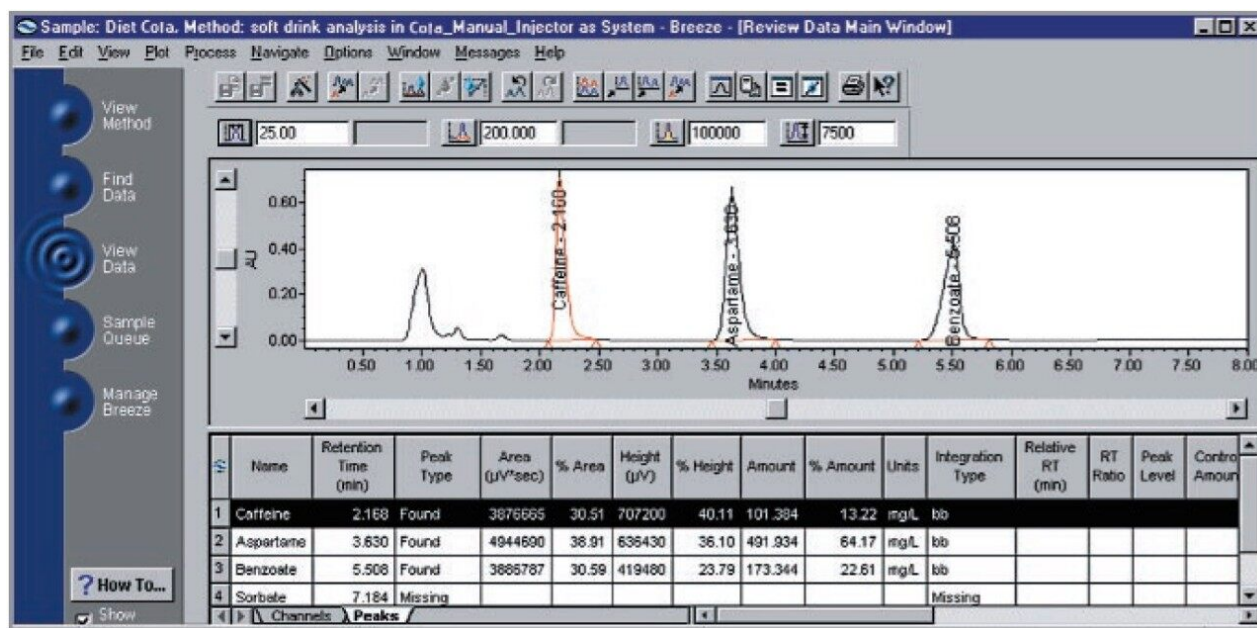 Sample: Diet Cola. Method: soft drink analysis in Cola_Manual_Injector as System - Breeze - [Review Data Main Window]
File Edit View Plot Process Navigate Options Window Messages Help
View Method
Find Data
View Data
Sample Queue
Manage Breeze
? How To...
Show
25.00 200.000 100000 7500
AU
0.60
0.40
0.20
0.00
Caffeine - 2.168
Aspartame - 3.630
Benzoate - 5.508
0.50 1.00 1.50 2.00 2.50 3.00 3.50 4.00 4.50 5.00 5.50 6.00 6.50 7.00 7.50 8.00
Minutes
Name Retention Time (min) Peak Type Area (µV*sec) % Area Height (µV) % Height Amount % Amount Units Integration Type Relative RT (min) RT Ratio Peak Level Contro Amoun
1 Caffeine 2.168 Found 3876665 30.51 707200 40.11 101.384 13.22 mg/L bb
2 Aspartame 3.630 Found 4944690 38.91 636430 36.10 491.934 64.17 mg/L bb
3 Benzoate 5.508 Found 3886787 30.59 419480 23.79 173.344 22.61 mg/L bb
4 Sorbate 7.184 Missing Missing
Channels Peaks